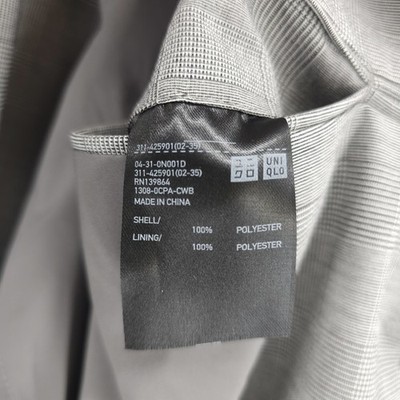 311-425901(02-35)
04-31-0N001D
311-425901(02-35)
RN139864
1308-0CPA-CWB
MADE IN CHINA
UNI
QLO
SHELL/
100% POLYESTER
LINING/
100% POLYESTER